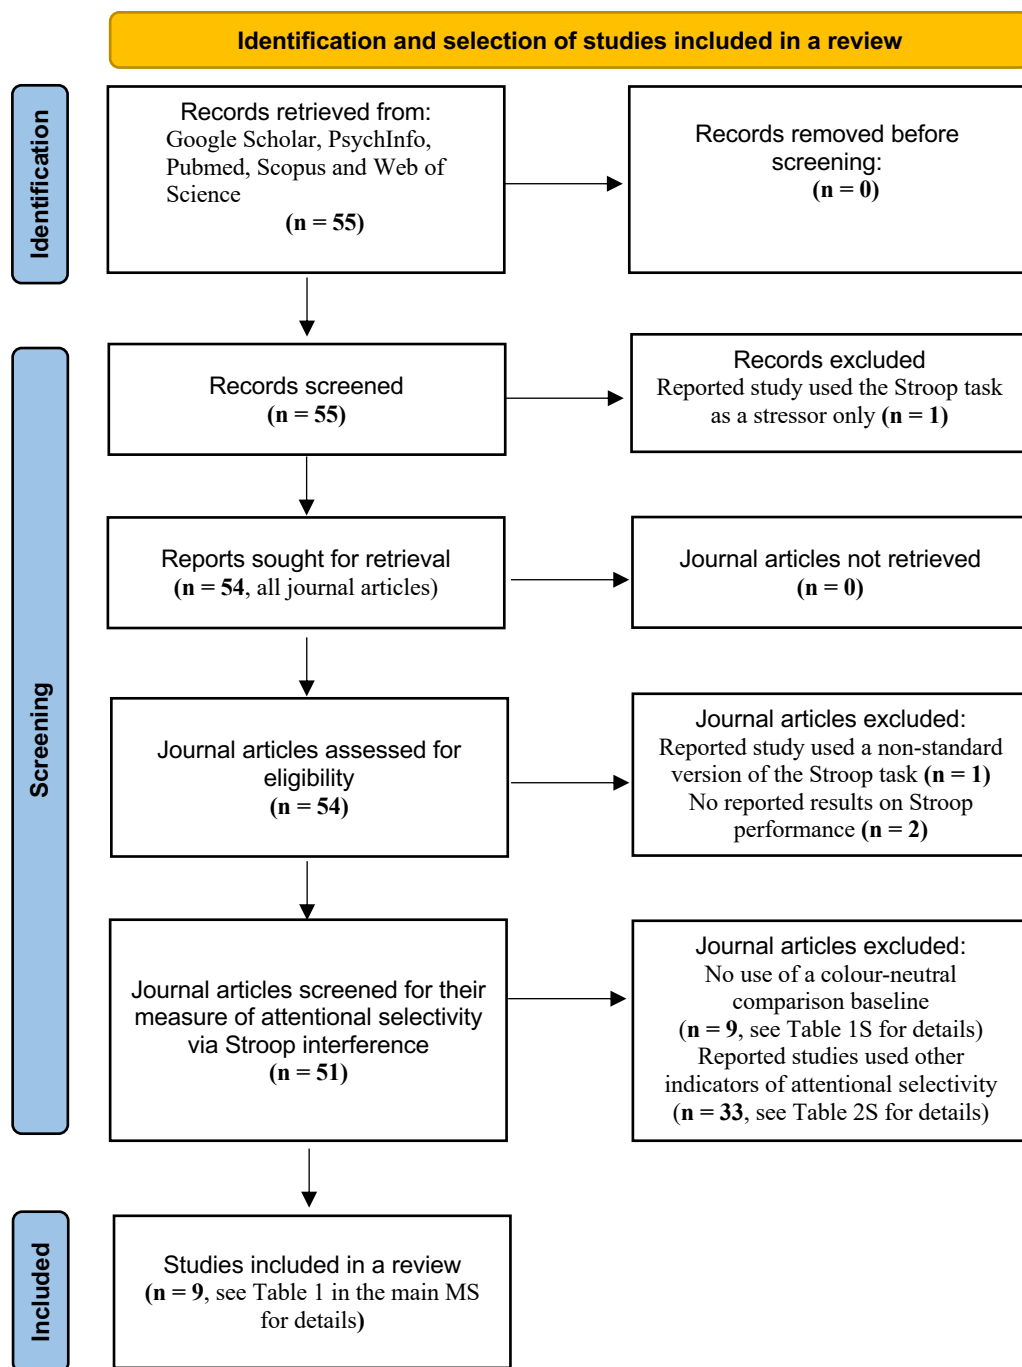 Identification and selection of studies included in a review
Identification
Records retrieved from:
Google Scholar, PsychInfo,
Pubmed, Scopus and Web of
Science
(n = 55)
Records removed before
screening:
(n = 0)
Screening
Records screened
(n = 55)
Records excluded
Reported study used the Stroop task
as a stressor only (n = 1)
Reports sought for retrieval
(n = 54, all journal articles)
Journal articles not retrieved
(n = 0)
Journal articles assessed for
eligibility
(n = 54)
Journal articles excluded:
Reported study used a non-standard
version of the Stroop task (n = 1)
No reported results on Stroop
performance (n = 2)
Journal articles screened for their
measure of attentional selectivity
via Stroop interference
(n = 51)
Journal articles excluded:
No use of a colour-neutral
comparison baseline
(n = 9, see Table 1S for details)
Reported studies used other
indicators of attentional selectivity
(n = 33, see Table 2S for details)
Included
Studies included in a review
(n = 9, see Table 1 in the main MS
for details)